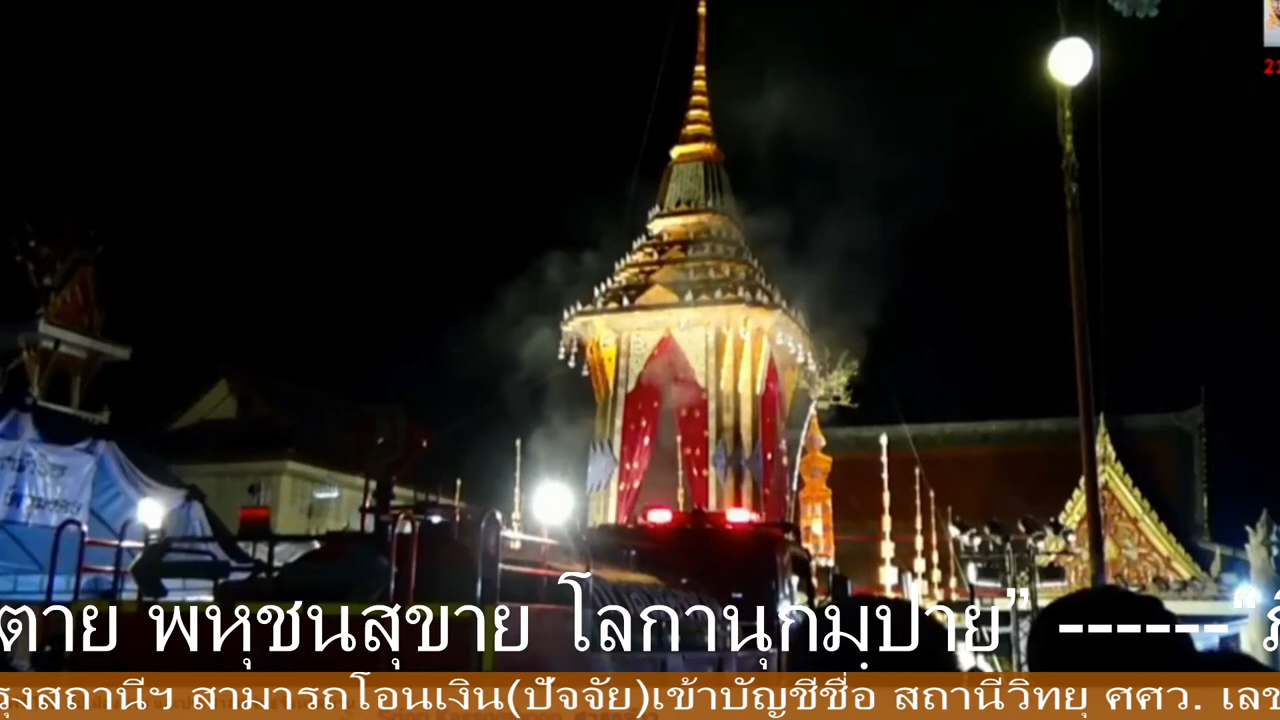 21
ตาย พหุชนสุขาย โลกานุกมฺปาย” ------ “ภิ
รุงสถานีฯ สามารถโอนเงิน(ปัจจัย)เข้าบัญชีชื่อ สถานีวิทยุ ศศว. เลข